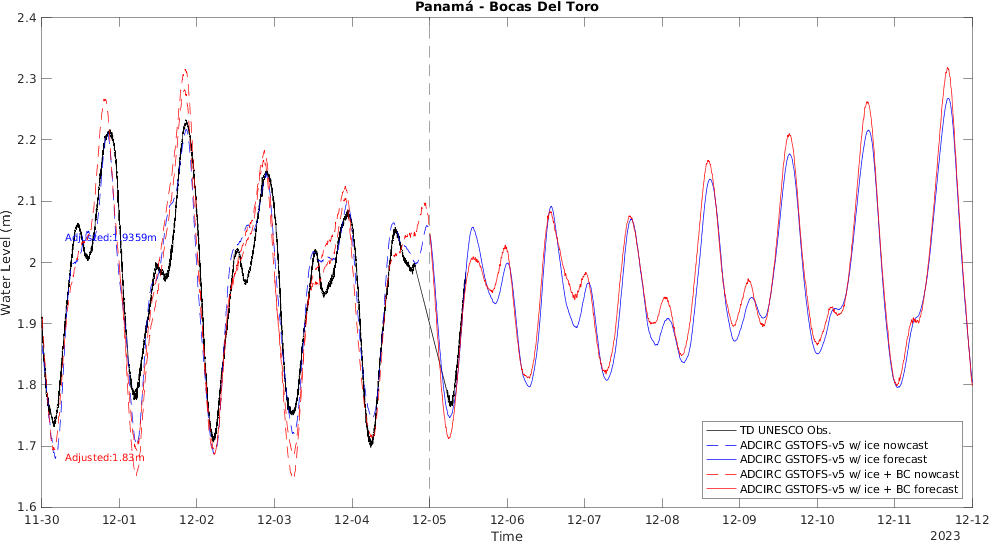 Panamá - Bocas Del Toro
Water Level (m)
2.4
2.3
2.2
2.1
2
1.9
1.8
1.7
1.6
Adjusted:1.9359m
Adjusted:1.83m
TD UNESCO Obs.
ADCIRC GSTOFS-v5 w/ ice nowcast
ADCIRC GSTOFS-v5 w/ ice forecast
ADCIRC GSTOFS-v5 w/ ice + BC nowcast
ADCIRC GSTOFS-v5 w/ ice + BC forecast
11-30 12-01 12-02 12-03 12-04 12-05 12-06 12-07 12-08 12-09 12-10 12-11 12-12
Time
2023